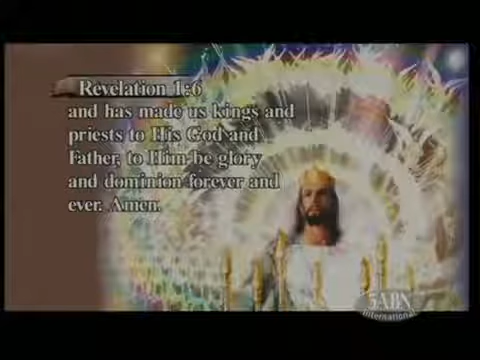 Revelation 1:6
and has made us kings and
priests to His God and
Father, to Him be glory
and dominion forever and
ever. Amen.
3ABN
International